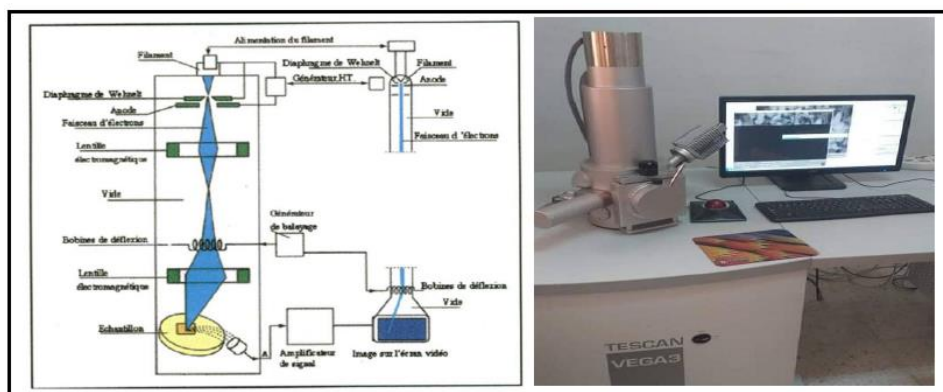 Alimentation du filament
Filament
Diaphragme de Wehnelt
Filament
Générateur HT
Anode
Diaphragme de Wehnelt
Anode
Vide
Faisceau d'électrons
Faisceau d'électrons
Lentille
électromagnétique
Vide
Générateur
de balayage
Bobines de déflexion
Lentille
électromagnétique
Bobines de déflexion
Vide
Echantillon
A
Amplificateur
de signal
Image sur l'écran vidéo
TESCAN
VEGA3